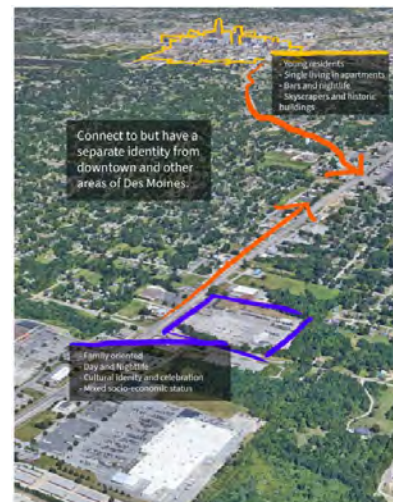 - Young residents
- Single living in apartments
- Bars and nightlife
- Skyscrapers and historic
buildings
Connect to but have a
separate identity from
downtown and other
areas of Des Moines.
- Family oriented
- Day and Nightlife
- Cultural Idenity and celebration
- Mixed socio-economic status